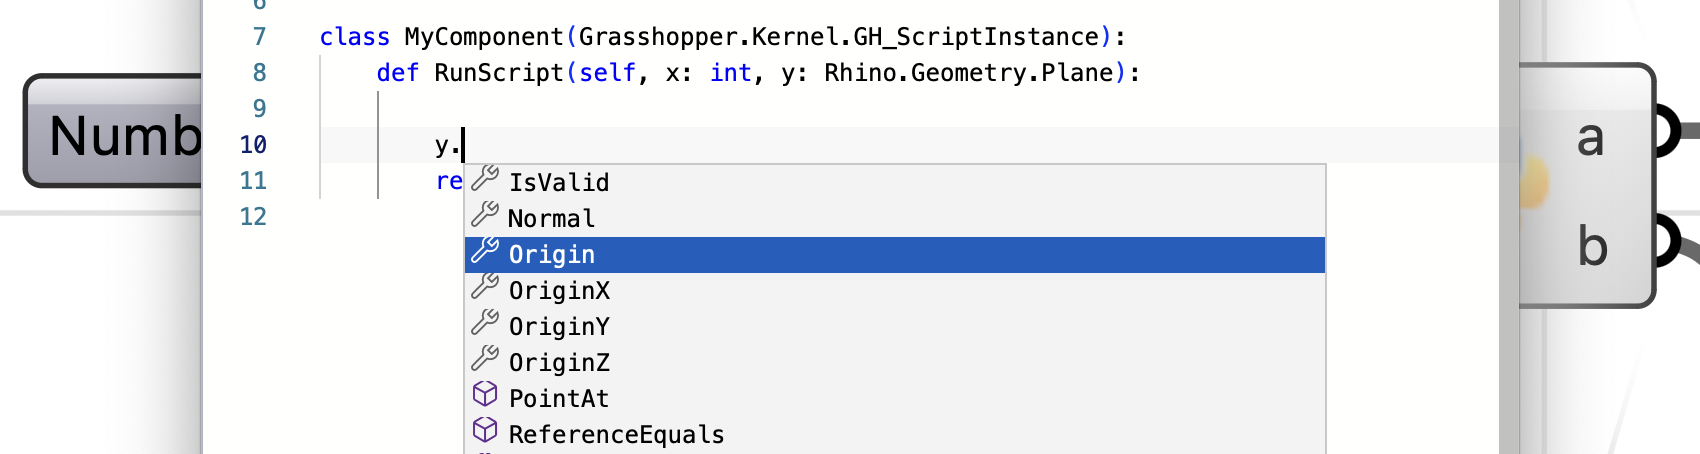 6
7 class MyComponent(Grasshopper.Kernel.GH_ScriptInstance):
8 def RunScript(self, x: int, y: Rhino.Geometry.Plane):
9
10 y.
11 re
12
IsValid
Normal
Origin
OriginX
OriginY
OriginZ
PointAt
ReferenceEquals
Numb
a
b